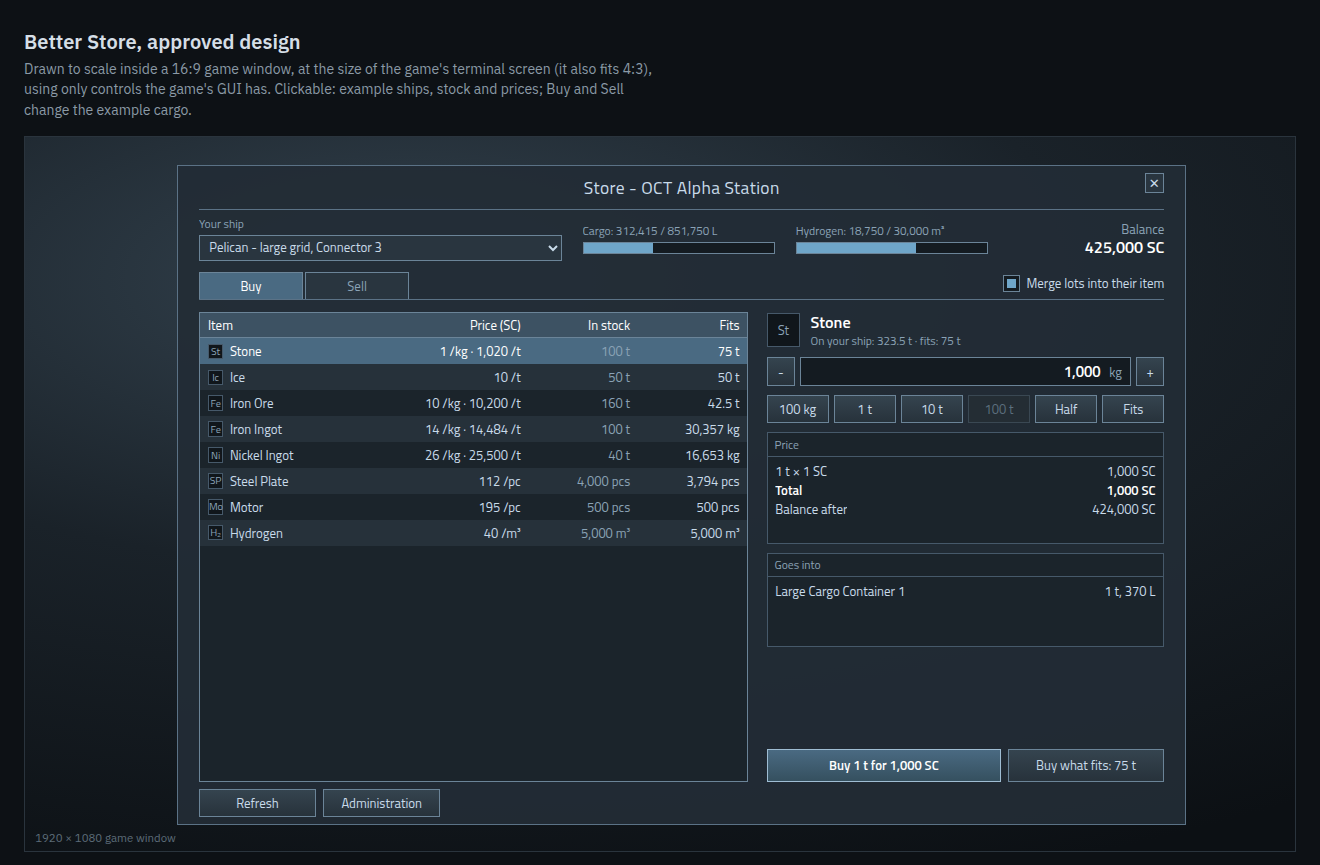 Better Store, approved design
Drawn to scale inside a 16:9 game window, at the size of the game's terminal screen (it also fits 4:3),
using only controls the game's GUI has. Clickable: example ships, stock and prices; Buy and Sell
change the example cargo.
Store - OCT Alpha Station
Your ship
Pelican - large grid, Connector 3
Cargo: 312,415 / 851,750 L
Hydrogen: 18,750 / 30,000 m³
Balance
425,000 SC
Buy
Sell
Merge lots into their item
Item Price (SC) In stock Fits
St Stone 1 /kg · 1,020 /t 100 t 75 t
Ic Ice 10 /t 50 t 50 t
Fe Iron Ore 10 /kg · 10,200 /t 160 t 42.5 t
Fe Iron Ingot 14 /kg · 14,484 /t 100 t 30,357 kg
Ni Nickel Ingot 26 /kg · 25,500 /t 40 t 16,653 kg
SP Steel Plate 112 /pc 4,000 pcs 3,794 pcs
Mo Motor 195 /pc 500 pcs 500 pcs
H₂ Hydrogen 40 /m³ 5,000 m³ 5,000 m³
St
Stone
On your ship: 323.5 t · fits: 75 t
- 1,000 kg +
100 kg 1 t 10 t 100 t Half Fits
Price
1 t × 1 SC 1,000 SC
Total 1,000 SC
Balance after 424,000 SC
Goes into
Large Cargo Container 1 1 t, 370 L
Buy 1 t for 1,000 SC
Buy what fits: 75 t
Refresh
Administration
1920 × 1080 game window